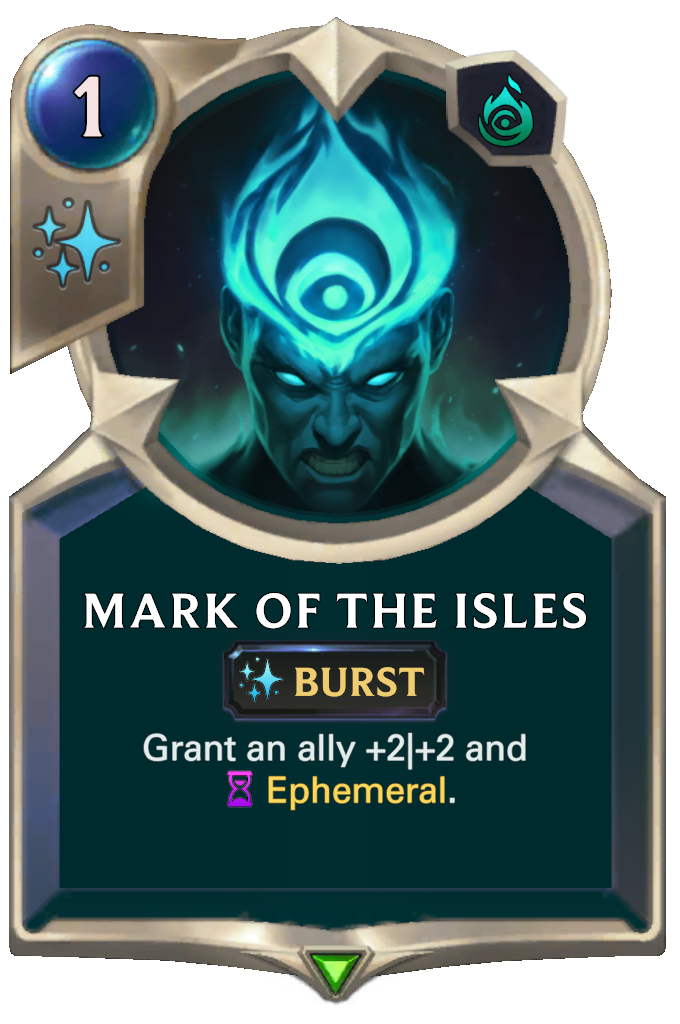 1
MARK OF THE ISLES
BURST
Grant an ally +2|+2 and
Ephemeral.